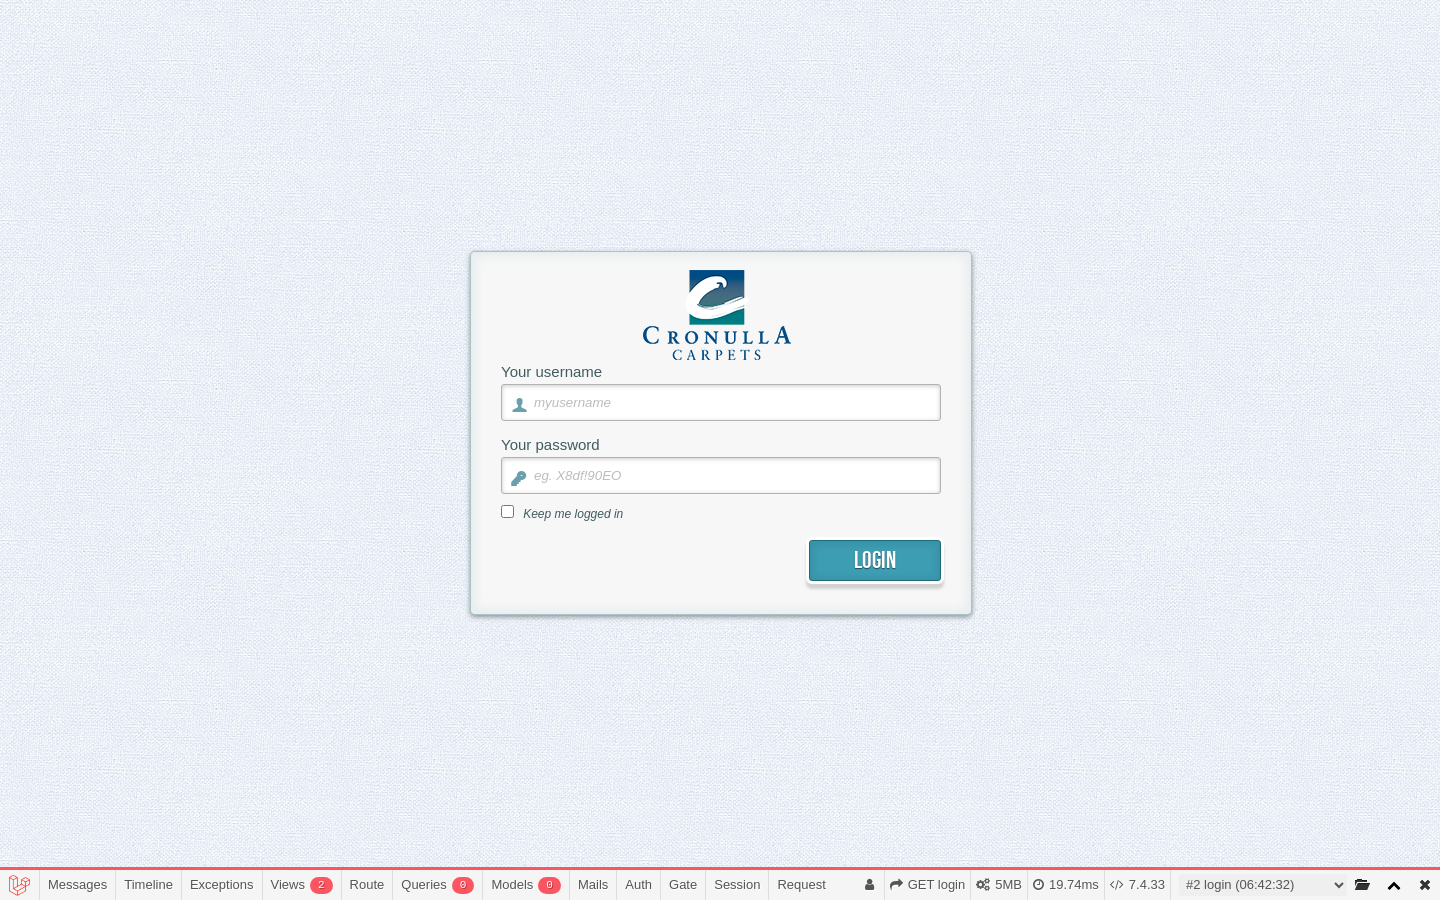 CRONULLA
CARPETS
Your username
myusername
Your password
eg. X8df!90EO
Keep me logged in
LOGIN
Messages Timeline Exceptions Views 2 Route Queries 0 Models 0 Mails Auth Gate Session Request GET login 5MB 19.74ms 7.4.33 #2 login (06:42:32)